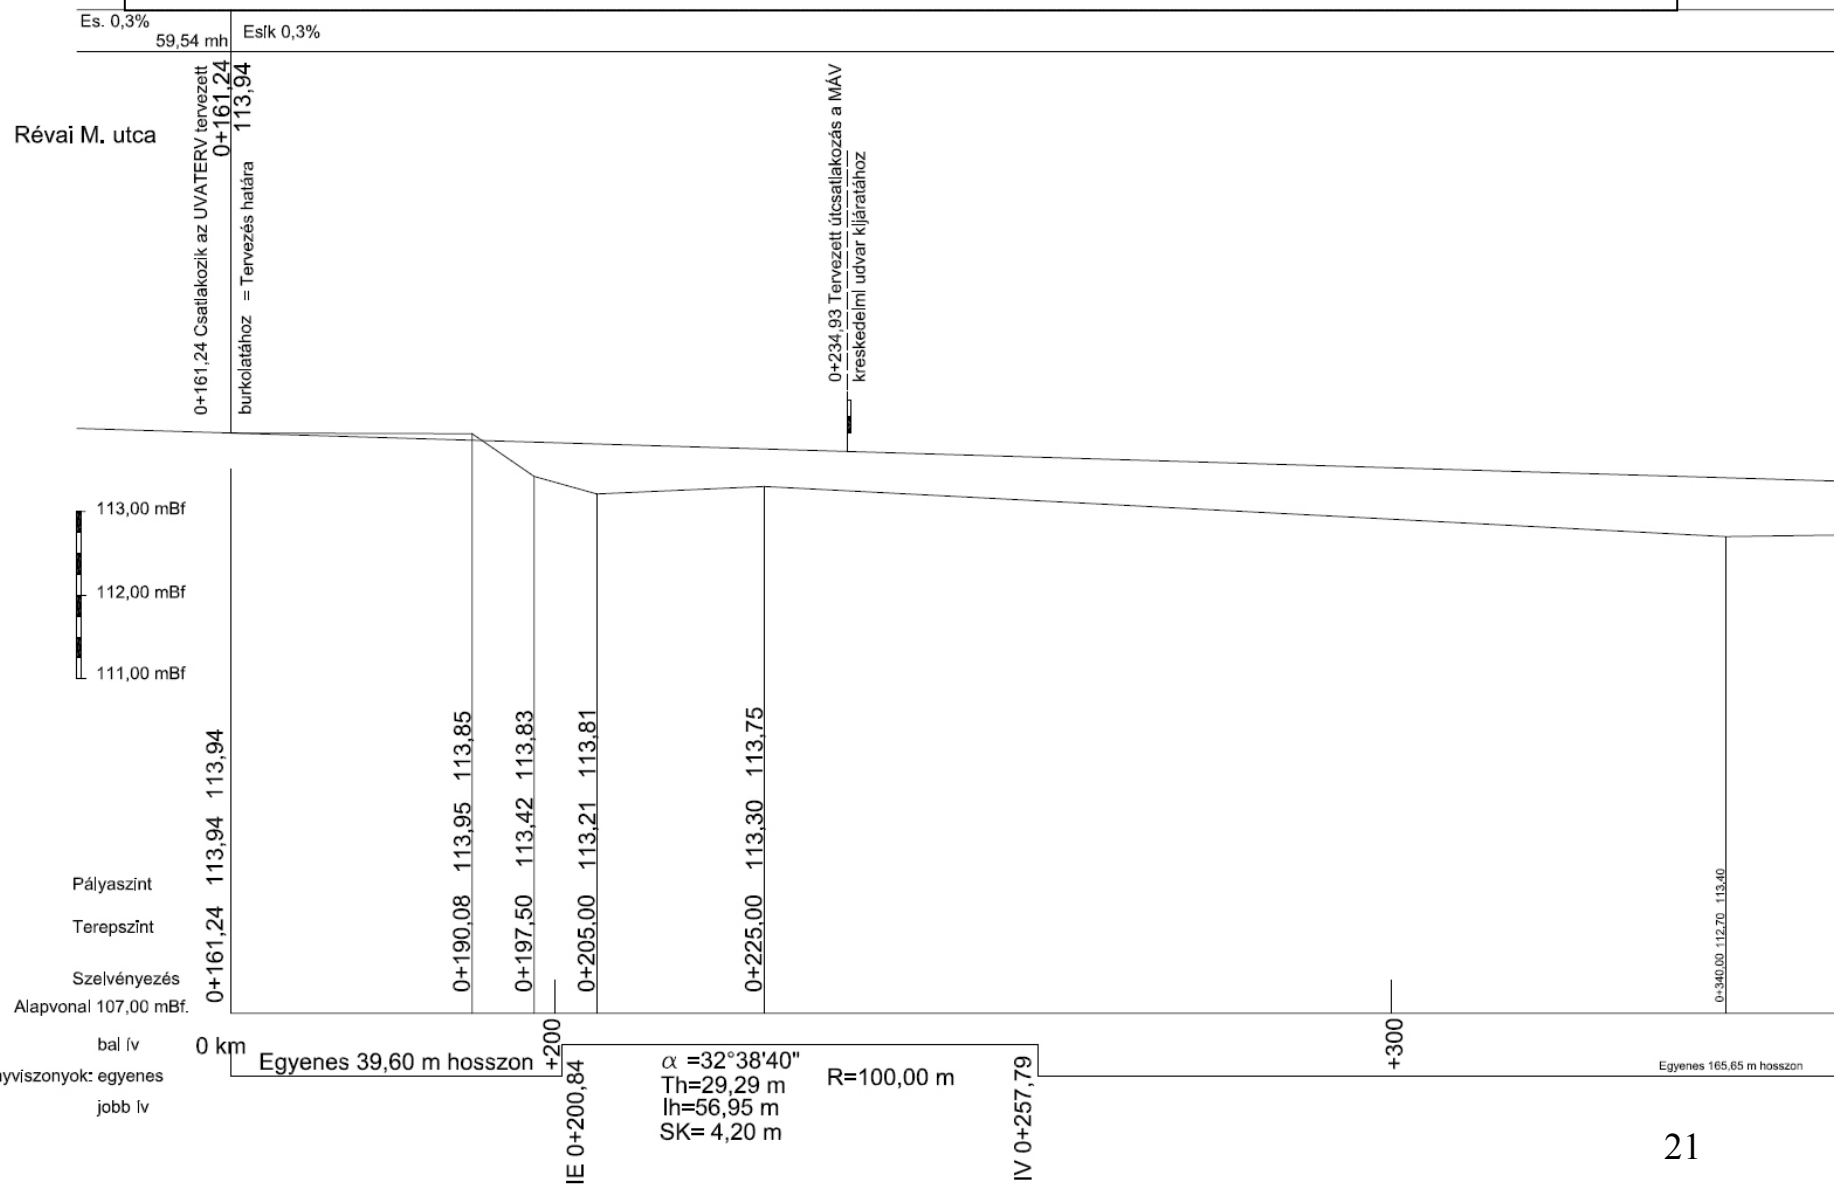 Es. 0,3%
59,54 mh
Esik 0,3%
Révai M. utca
0+161,24 Csatlakozik az UVATERV tervezett
0+161,24
113,94
burkolatához = Tervezés határa
0+234,93 Tervezett útcsatlakozás a MÁV
kreskedelmi udvar kijáratához
113,00 mBf
112,00 mBf
111,00 mBf
Pályaszint
Terepszint
Szelvényezés
Alapvonal 107,00 mBf.
0+161,24 113,94 113,94
0+190,08 113,95 113,85
0+197,50 113,42 113,83
0+205,00 113,21 113,81
0+225,00 113,30 113,75
0+340,00 112,70 113,40
bal ív
nyviszonyok: egyenes
jobb ív
0 km
Egyenes 39,60 m hosszon
+200
IE 0+200,84
α =32°38'40"
Th=29,29 m
Ih=56,95 m
SK= 4,20 m
R=100,00 m
IV 0+257,79
+300
Egyenes 165,65 m hosszon
21